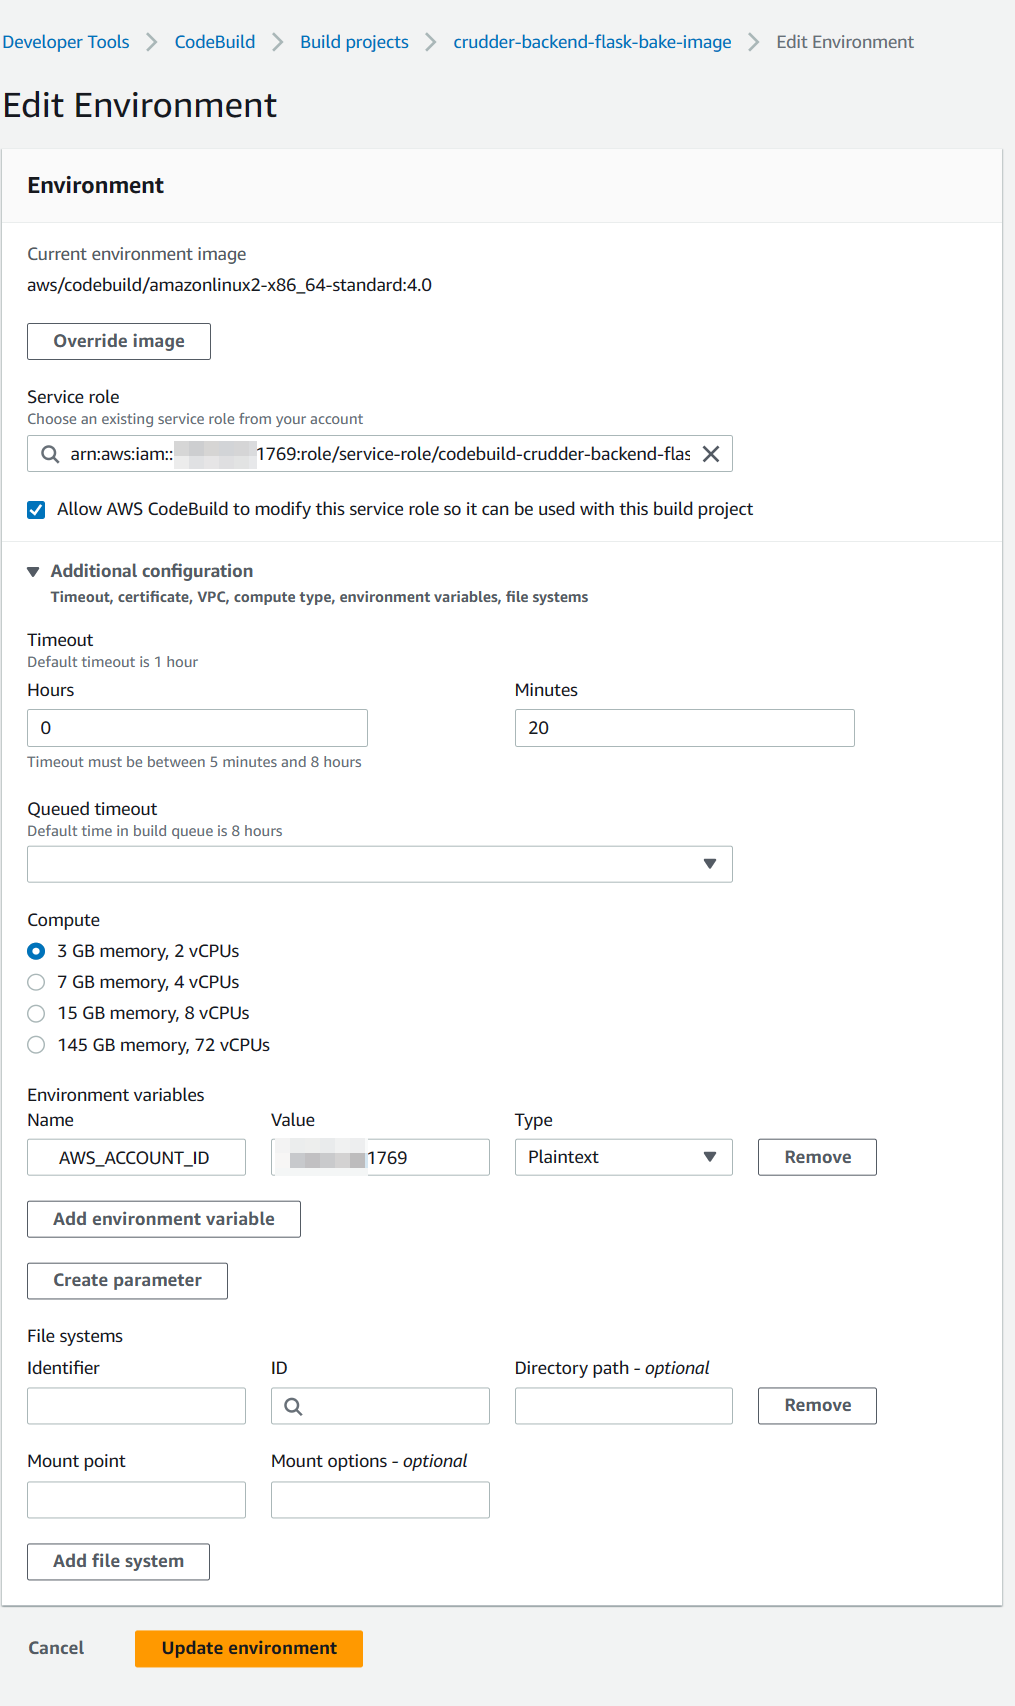 Developer Tools > CodeBuild > Build projects > crudder-backend-flask-bake-image > Edit Environment
Edit Environment
Environment
Current environment image
aws/codebuild/amazonlinux2-x86_64-standard:4.0
Override image
Service role
Choose an existing service role from your account
arn:aws:iam:: 1769:role/service-role/codebuild-crudder-backend-flas
Allow AWS CodeBuild to modify this service role so it can be used with this build project
Additional configuration
Timeout, certificate, VPC, compute type, environment variables, file systems
Timeout
Default timeout is 1 hour
Hours Minutes
0 20
Timeout must be between 5 minutes and 8 hours
Queued timeout
Default time in build queue is 8 hours
Compute
3 GB memory, 2 vCPUs
7 GB memory, 4 vCPUs
15 GB memory, 8 vCPUs
145 GB memory, 72 vCPUs
Environment variables
Name Value Type
AWS_ACCOUNT_ID 1769 Plaintext Remove
Add environment variable
Create parameter
File systems
Identifier ID Directory path - optional
Remove
Mount point Mount options - optional
Add file system
Cancel Update environment